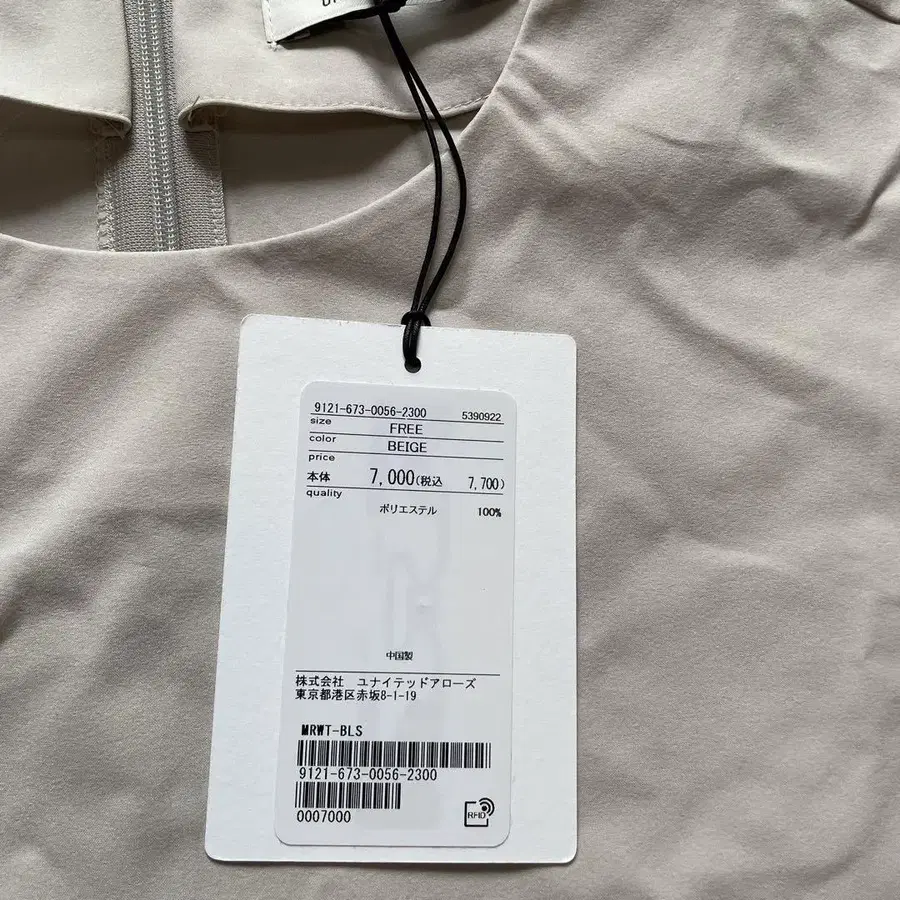 9121-673-0056-2300 5390922
size FREE
color BEIGE
price
本体 7,000(税込 7,700)
quality
ポリエステル 100%
中国製
株式会社 ユナイテッドアローズ
東京都港区赤坂8-1-19
MRWT-BLS
9121-673-0056-2300
0007000
RFID